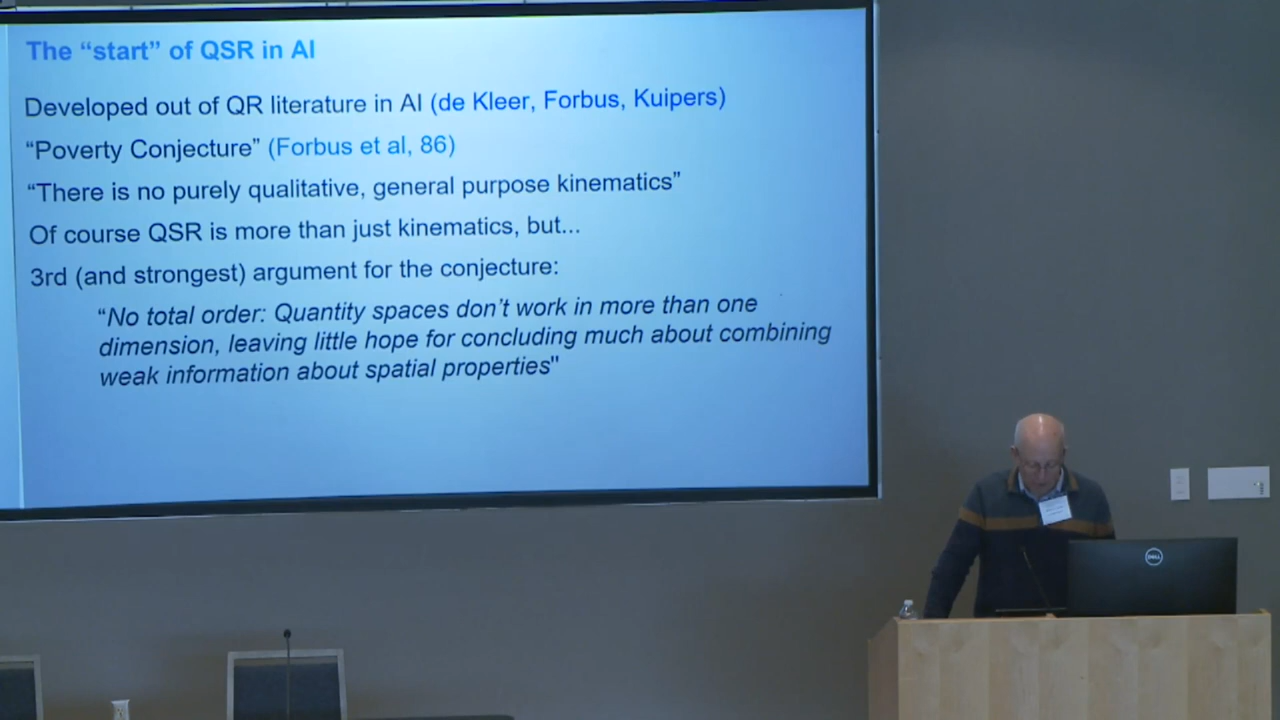 The “start” of QSR in AI
Developed out of QR literature in AI (de Kleer, Forbus, Kuipers)
“Poverty Conjecture” (Forbus et al, 86)
“There is no purely qualitative, general purpose kinematics”
Of course QSR is more than just kinematics, but...
3rd (and strongest) argument for the conjecture:
“No total order: Quantity spaces don’t work in more than one
dimension, leaving little hope for concluding much about combining
weak information about spatial properties"
DELL